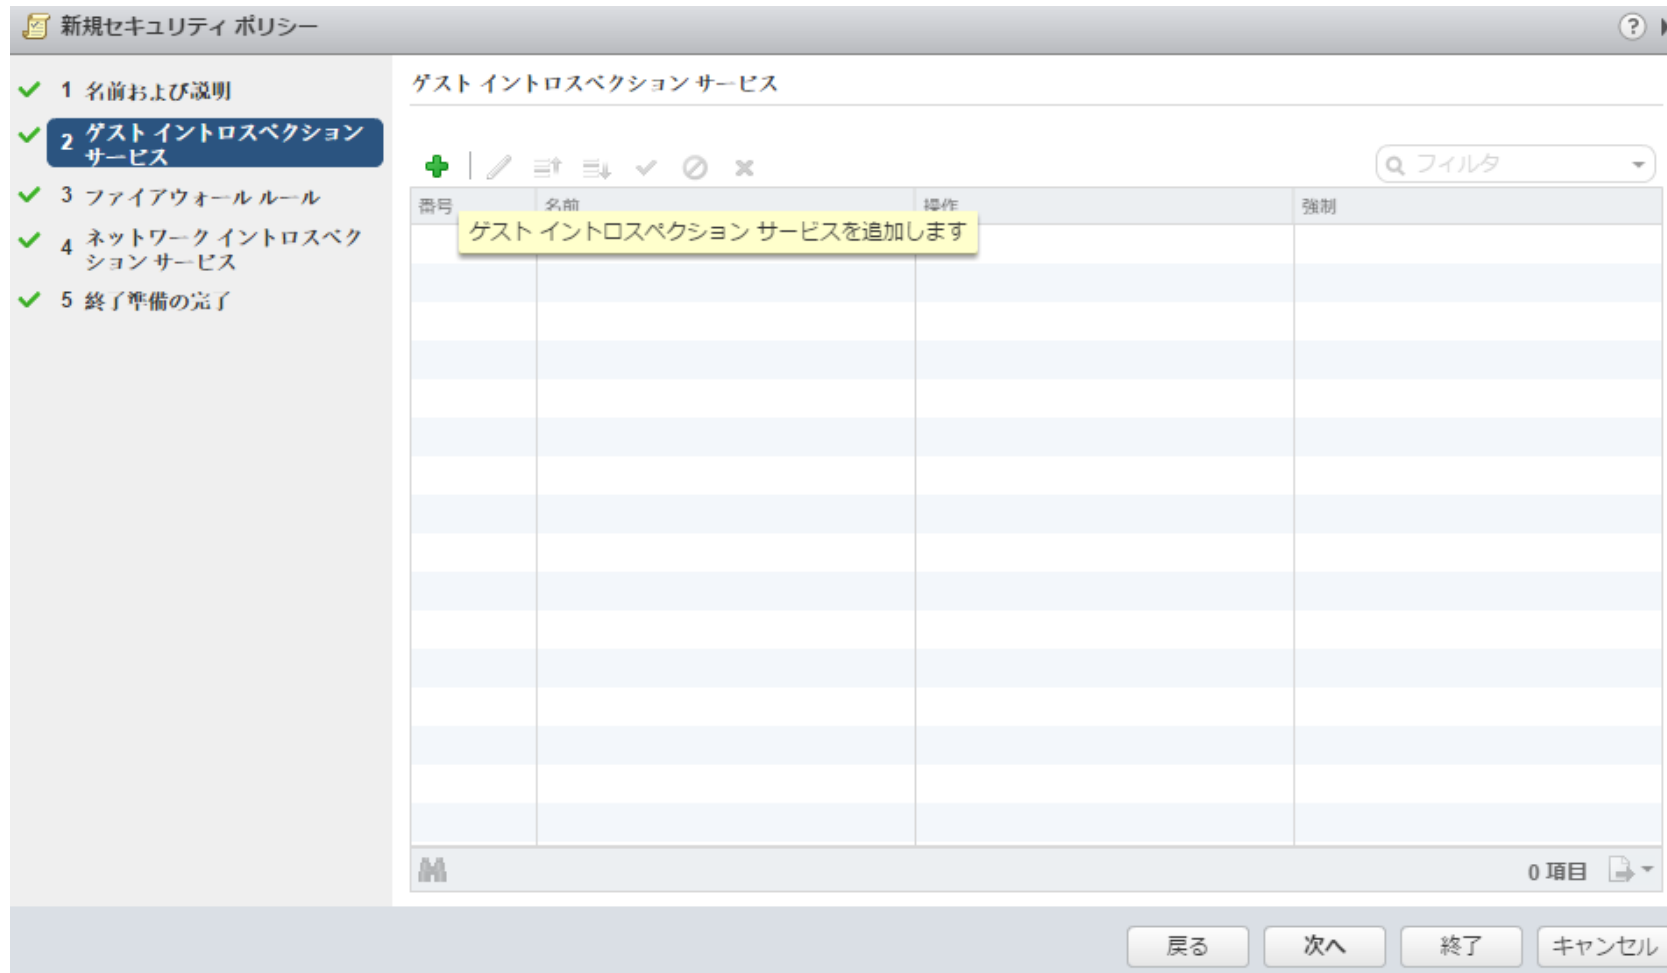 新規セキュリティ ポリシー
?
1 名前および説明
2 ゲスト イントロスペクション
サービス
3 ファイアウォール ルール
4 ネットワーク イントロスペク
ション サービス
5 終了準備の完了
ゲスト イントロスペクション サービス
フィルタ
番号 名前 操作 強制
ゲスト イントロスペクション サービスを追加します
0 項目
戻る 次へ 終了 キャンセル